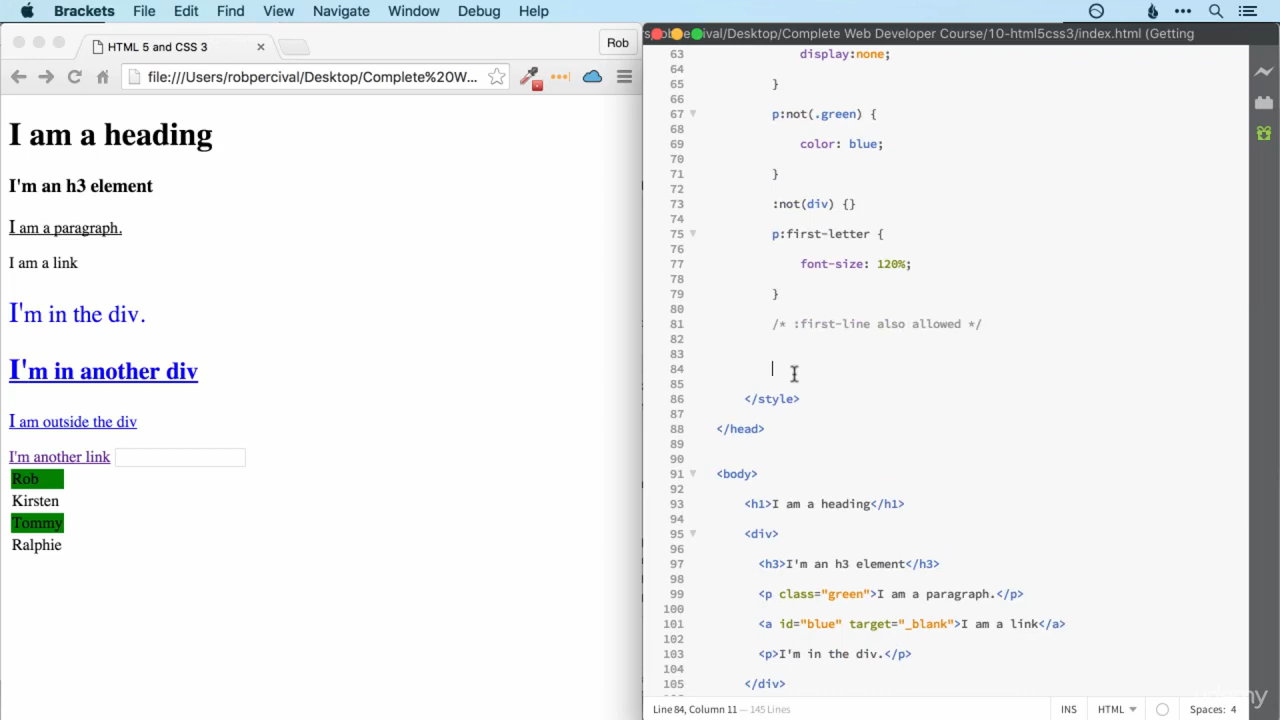 Brackets File Edit Find View Navigate Window Debug Help
HTML 5 and CSS 3
Rob
file:///Users/robpercival/Desktop/Complete%20W...
I am a heading
I'm an h3 element
I am a paragraph.
I am a link
I'm in the div.
I'm in another div
I am outside the div
I'm another link
Rob
Kirsten
Tommy
Ralphie
percival/Desktop/Complete Web Developer Course/10-html5css3/index.html (Getting
63 display:none;
64
65 }
66
67 p:not(.green) {
68
69 color: blue;
70
71 }
72
73 :not(div) {}
74
75 p:first-letter {
76
77 font-size: 120%;
78
79 }
80
81 /* :first-line also allowed */
82
83
84
85
86 </style>
87
88 </head>
89
90
91 <body>
92
93 <h1>I am a heading</h1>
94
95 <div>
96
97 <h3>I'm an h3 element</h3>
98
99 <p class="green">I am a paragraph.</p>
100
101 <a id="blue" target="_blank">I am a link</a>
102
103 <p>I'm in the div.</p>
104
105 </div>
Line 84, Column 11 — 145 Lines
INS HTML Spaces: 4